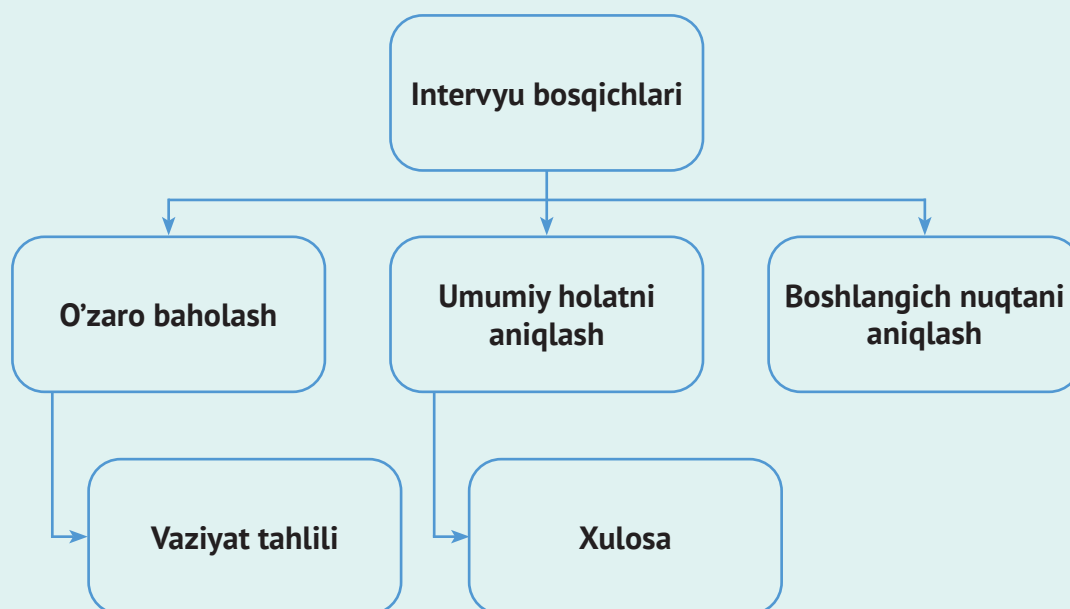 Intervyu bosqichlari
O’zaro baholash
Umumiy holatni
aniqlash
Boshlangich nuqtani
aniqlash
Vaziyat tahlili
Xulosa